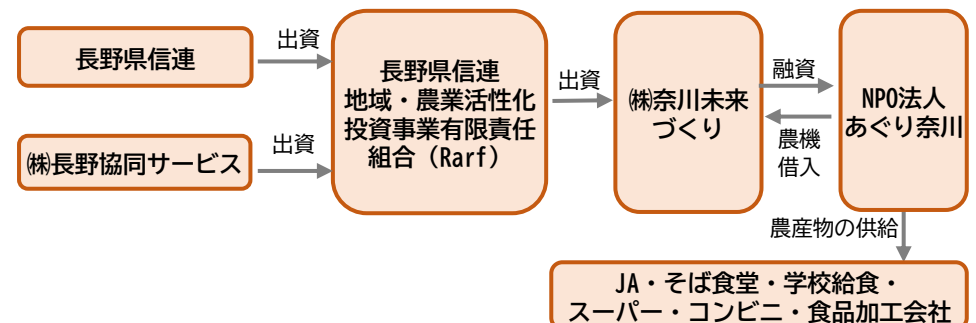 長野県信連
出資
㈱長野協同サービス
出資
長野県信連
地域・農業活性化
投資事業有限責任
組合（Rarf）
出資
㈱奈川未来
づくり
融資
農機
借入
NPO法人
あぐり奈川
農産物の供給
JA・そば食堂・学校給食・
スーパー・コンビニ・食品加工会社